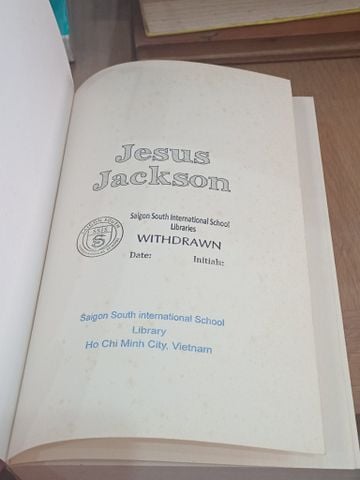 Jesus
Jackson
Saigon South International School
Libraries
WITHDRAWN
Date: Initials:
Saigon South international School
Library
Ho Chi Minh City, Vietnam